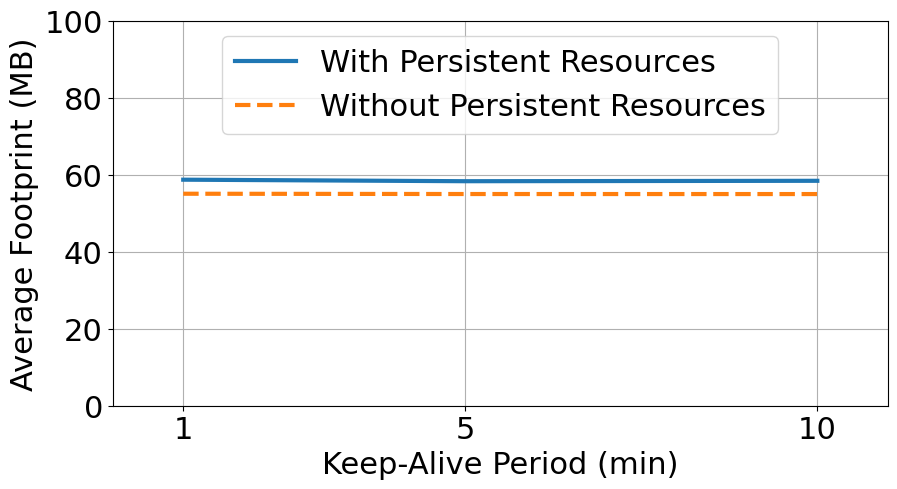 Average Footprint (MB)
100
80
60
40
20
0
With Persistent Resources
Without Persistent Resources
1 5 10
Keep-Alive Period (min)